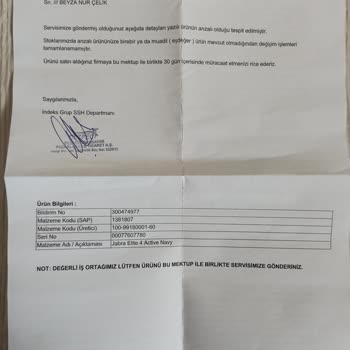 Sn. /// BEYZA NUR ÇELİK
Servisimize göndermiş olduğunuz aşağıda detayları yazılı ürünün arızalı olduğu tespit edilmiştir.
Stoklarımızda arızalı ürününüze birebir ya da muadil ( eşdeğer ) ürün mevcut olmadığından değişim işlemleri
tamamlanamamıştır.
Ürünü satın aldığınız firmaya bu mektup ile birlikte 30 gün içerisinde müracaat etmenizi rica ederiz.
Saygılarımızla,
İndeks Grup SSH Departmanı
Ürün Bilgileri :
Bildirim No 300474977
Malzeme Kodu (SAP) 1381807
Malzeme Kodu (Üretici) 100-99180001-60
Seri No 00077607780
Malzeme Adı / Açıklaması Jabra Elite 4 Active Navy
NOT: DEĞERLİ İŞ ORTAĞIMIZ LÜTFEN ÜRÜNÜ BU MEKTUP İLE BİRLİKTE SERVİSİMİZE GÖNDERİNİZ.